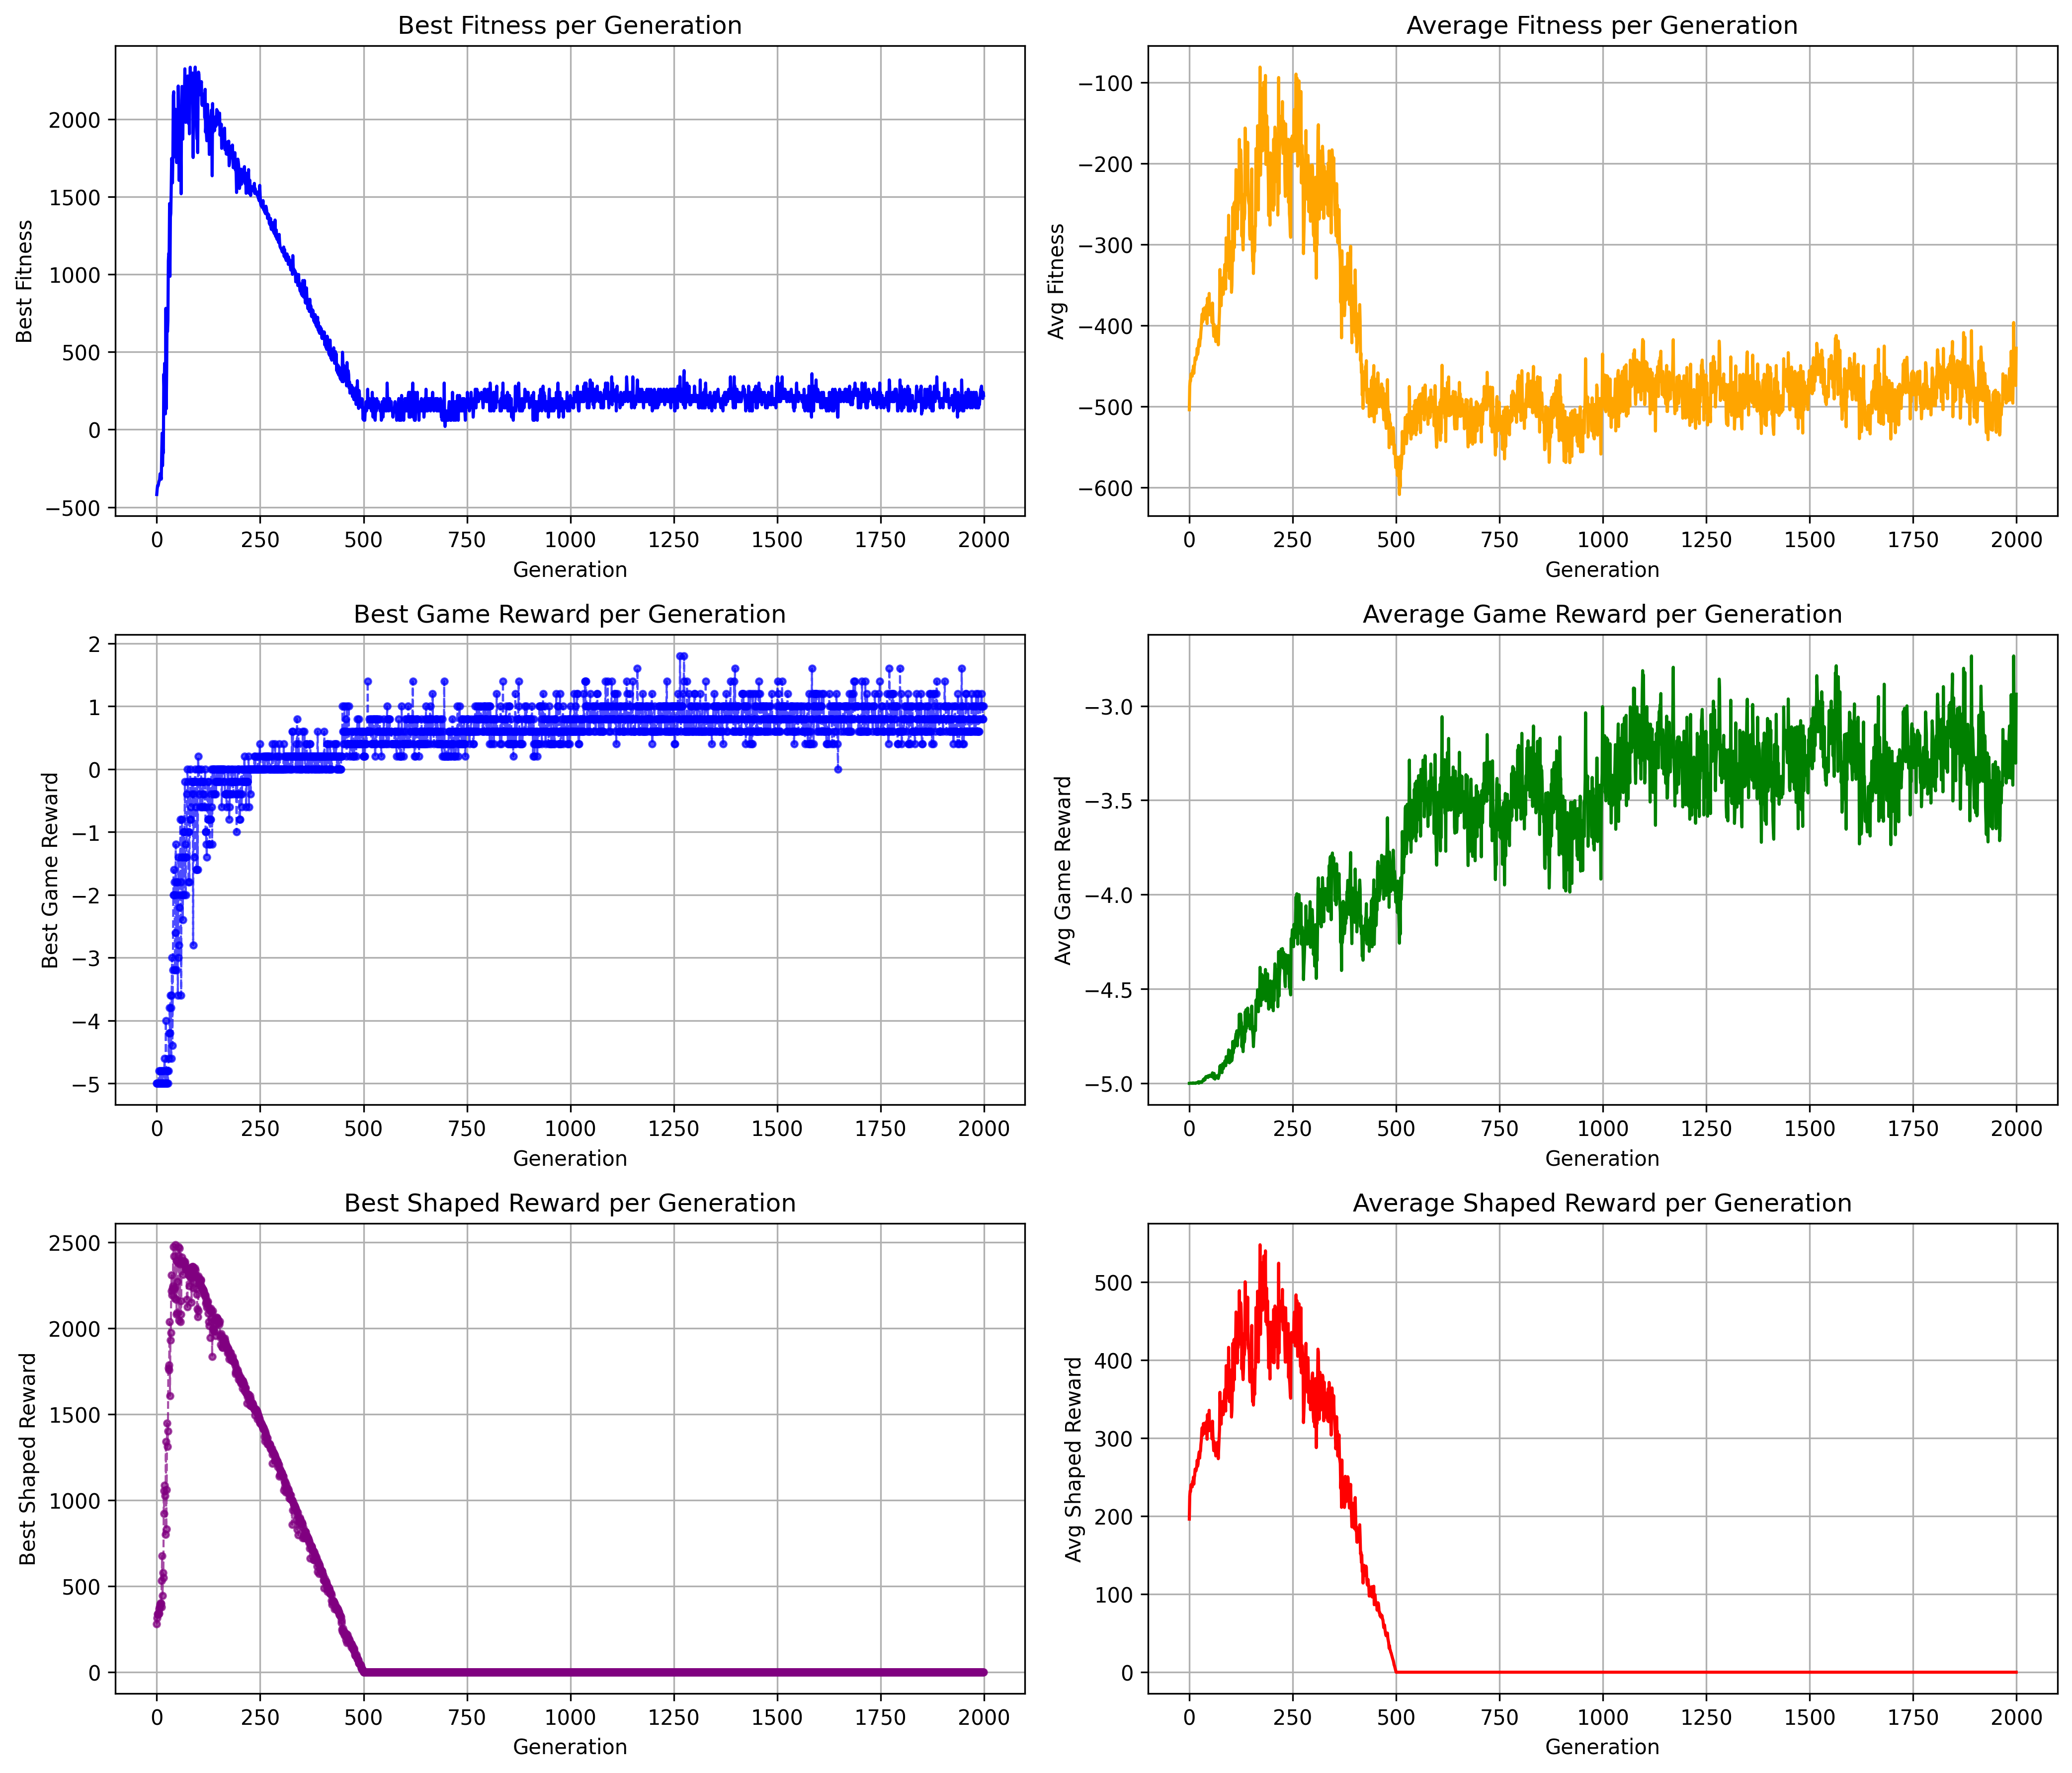 Best Fitness per Generation
Best Fitness
2000
1500
1000
500
0
−500
0 250 500 750 1000 1250 1500 1750 2000
Generation
Average Fitness per Generation
Avg Fitness
−100
−200
−300
−400
−500
−600
0 250 500 750 1000 1250 1500 1750 2000
Generation
Best Game Reward per Generation
Best Game Reward
2
1
0
−1
−2
−3
−4
−5
0 250 500 750 1000 1250 1500 1750 2000
Generation
Average Game Reward per Generation
Avg Game Reward
−3.0
−3.5
−4.0
−4.5
−5.0
0 250 500 750 1000 1250 1500 1750 2000
Generation
Best Shaped Reward per Generation
Best Shaped Reward
2500
2000
1500
1000
500
0
0 250 500 750 1000 1250 1500 1750 2000
Generation
Average Shaped Reward per Generation
Avg Shaped Reward
500
400
300
200
100
0
0 250 500 750 1000 1250 1500 1750 2000
Generation